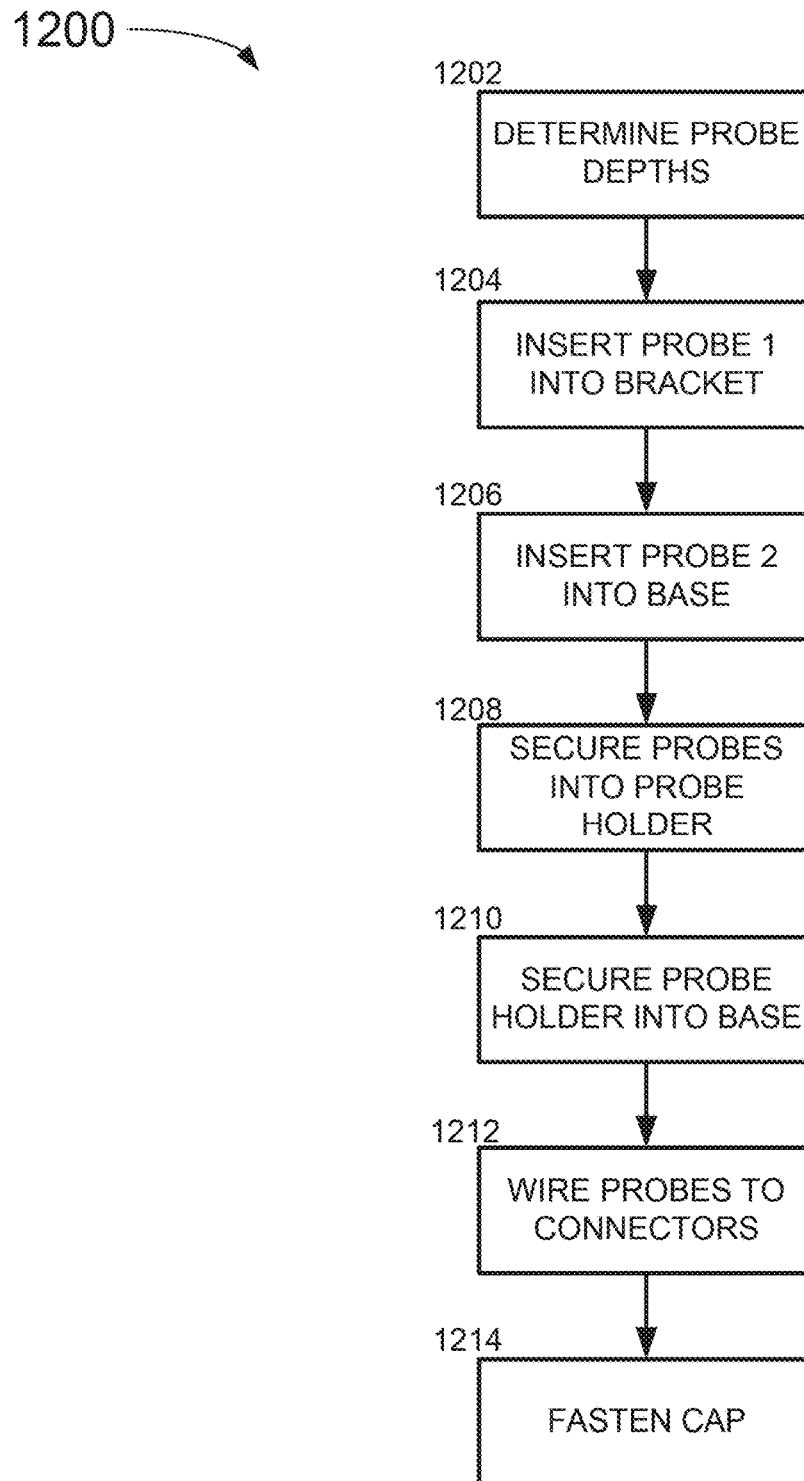 1200
1202
DETERMINE PROBE
DEPTHS
1204
INSERT PROBE 1
INTO BRACKET
1206
INSERT PROBE 2
INTO BASE
1208
SECURE PROBES
INTO PROBE
HOLDER
1210
SECURE PROBE
HOLDER INTO BASE
1212
WIRE PROBES TO
CONNECTORS
1214
FASTEN CAP